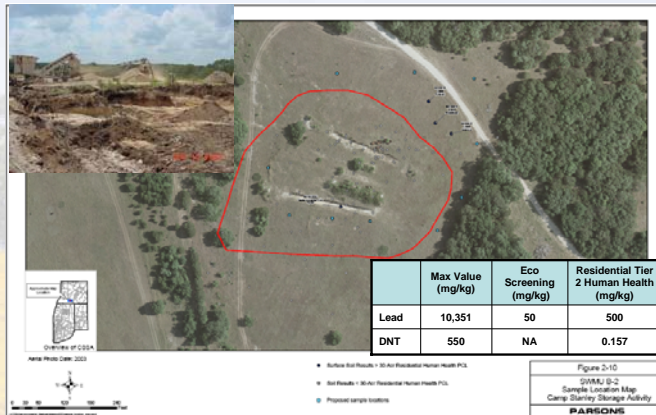 Max Value (mg/kg)
Eco Screening (mg/kg)
Residential Tier 2 Human Health (mg/kg)
Lead 10,351 50 500
DNT 550 NA 0.157
Overview of CSSA
Aerial Photo Date: 2003
Surface Soil Results > 30-Acre Residential Human Health PCL
Soil Results > 30-Acre Residential Human Health PCL
Proposed sample locations
Figure 2-10
SWMU B-2
Sample Location Map
Camp Stanley Storage Activity
PARSONS